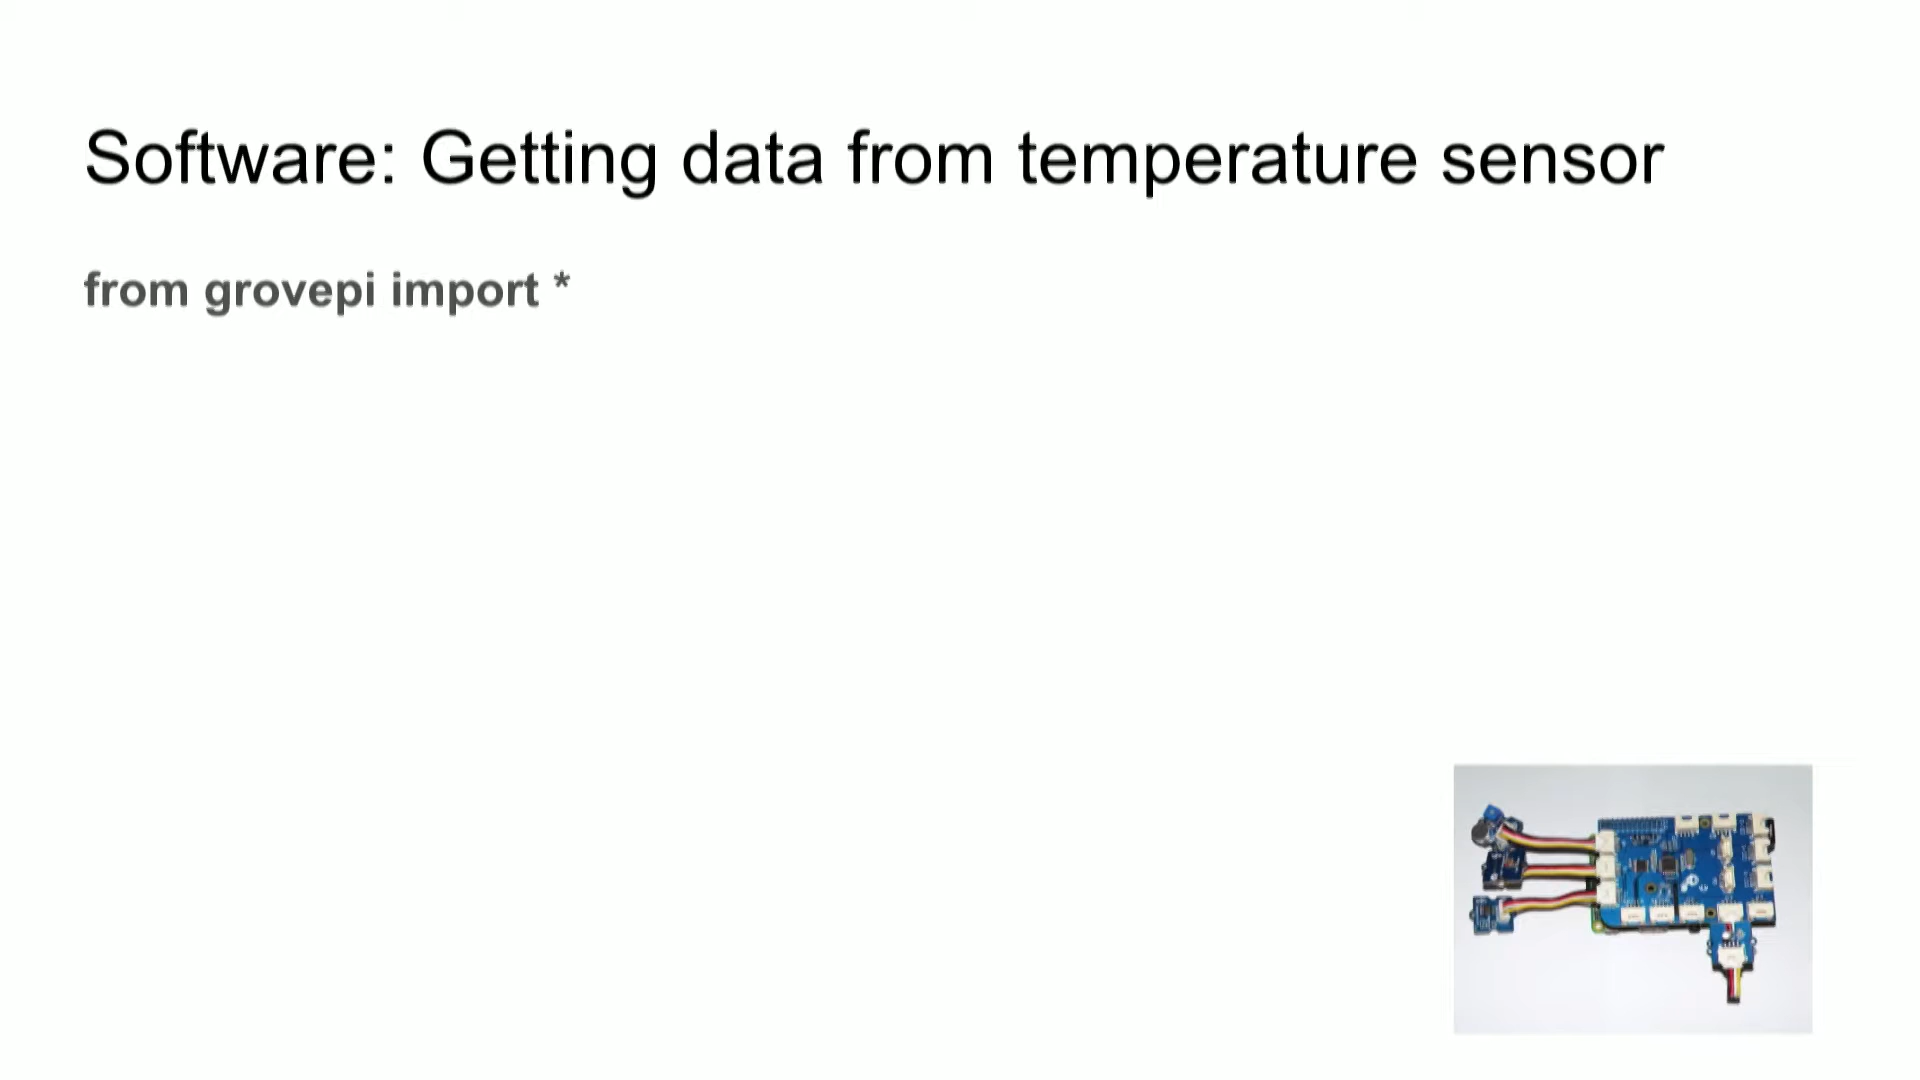 Software: Getting data from temperature sensor
from grovepi import *